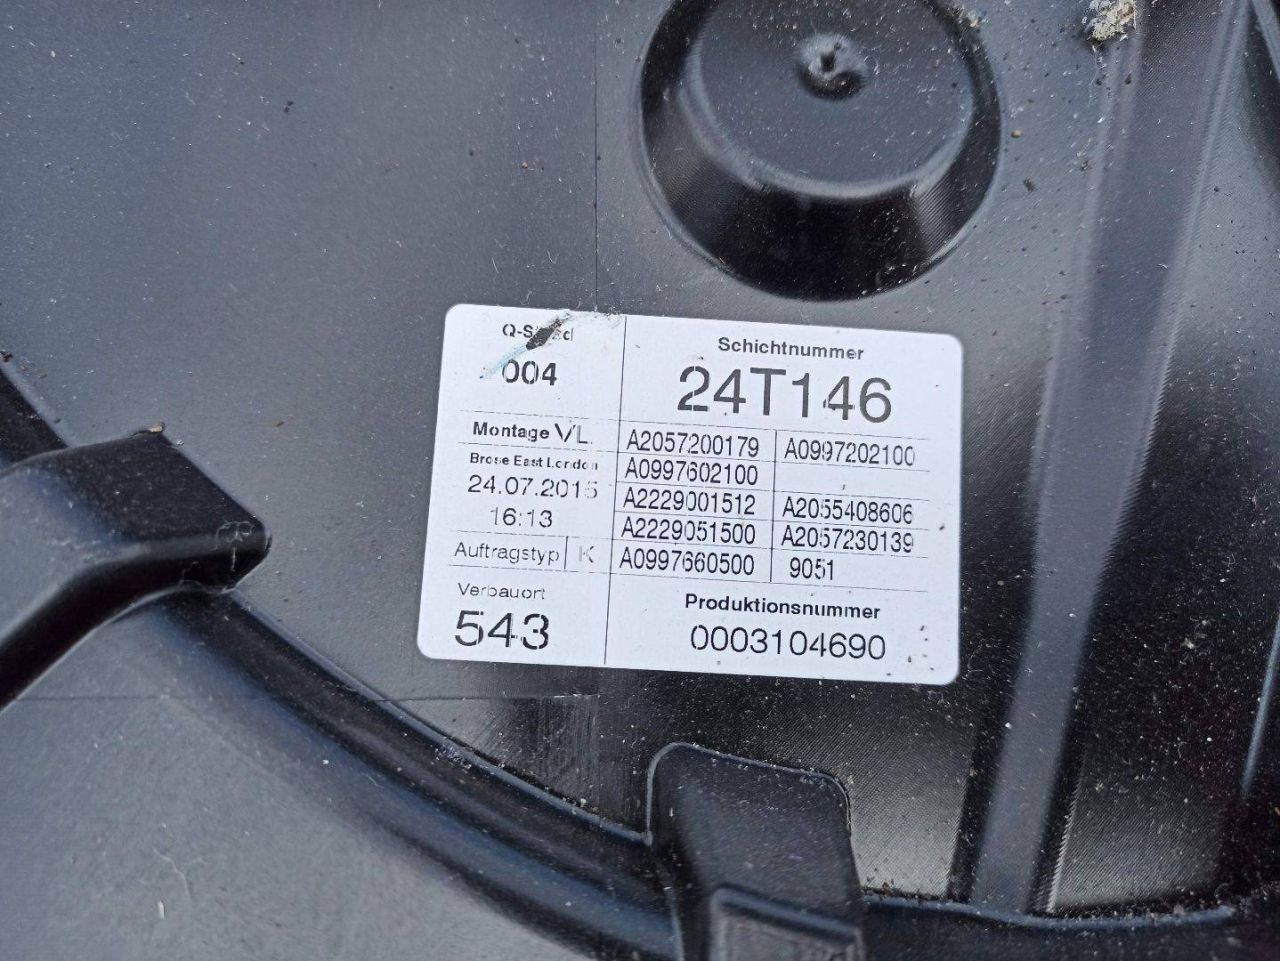 Q-Stand
004
Montage VL
Brose East London
24.07.2015
16:13
Auftragstyp K
Verbauort
543
Schichtnummer
24T146
A2057200179 A0997202100
A0997602100
A2229001512 A2055408606
A2229051500 A2057230139
A0997660500 9051
Produktionsnummer
0003104690